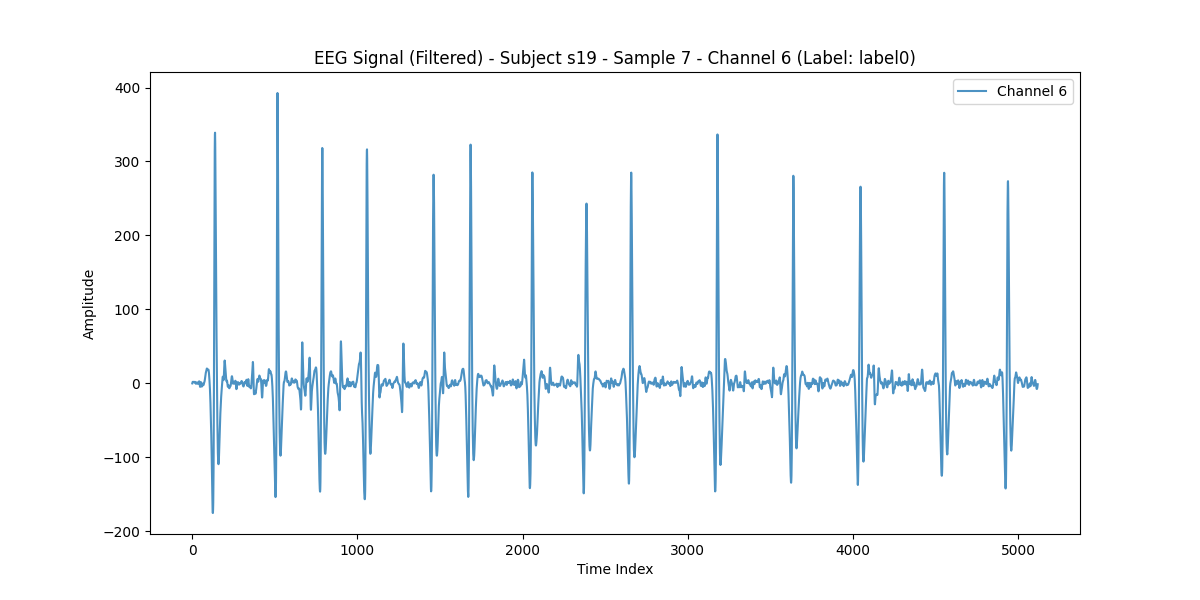 EEG Signal (Filtered) - Subject s19 - Sample 7 - Channel 6 (Label: label0)
Channel 6
400
300
200
100
0
−100
−200
Amplitude
0 1000 2000 3000 4000 5000
Time Index